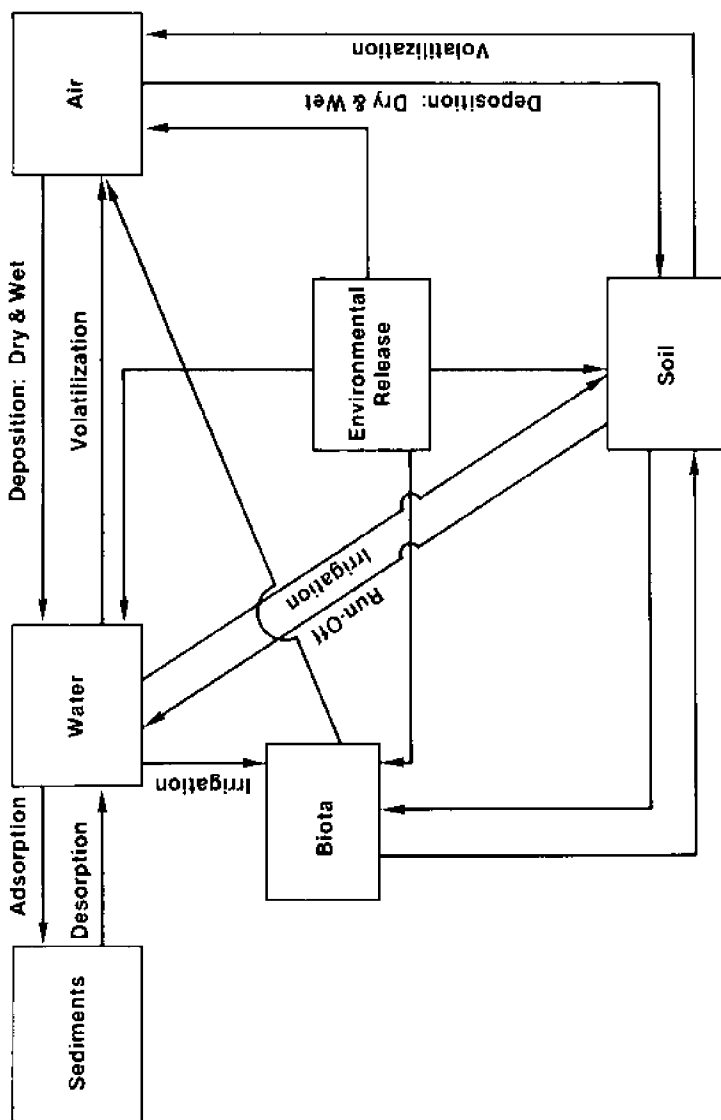 Sediments
Adsorption
Desorption
Water
Deposition: Dry & Wet
Volatilization
Air
Irrigation
Biota
Run-Off
Irrigation
Environmental
Release
Deposition: Dry & Wet
Volatilization
Soil